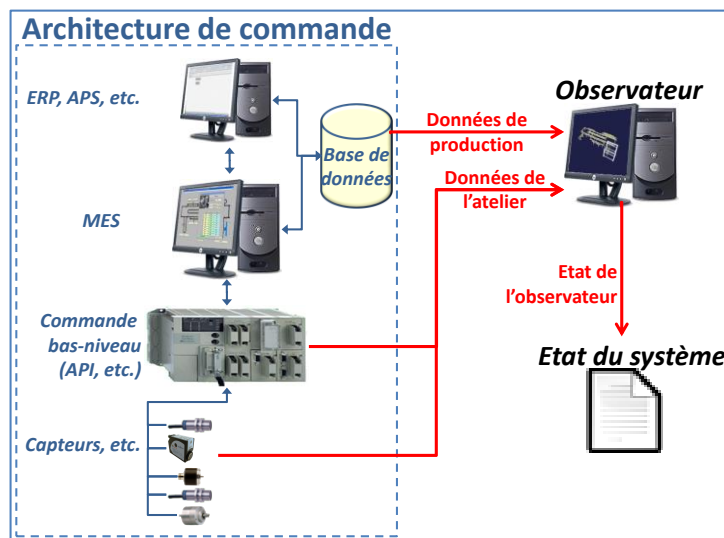 Architecture de commande
ERP, APS, etc.
Base de
données
MES
Commande
bas-niveau
(API, etc.)
Capteurs, etc.
Données de
production
Données de
l'atelier
Observateur
Etat de
l'observateur
Etat du système